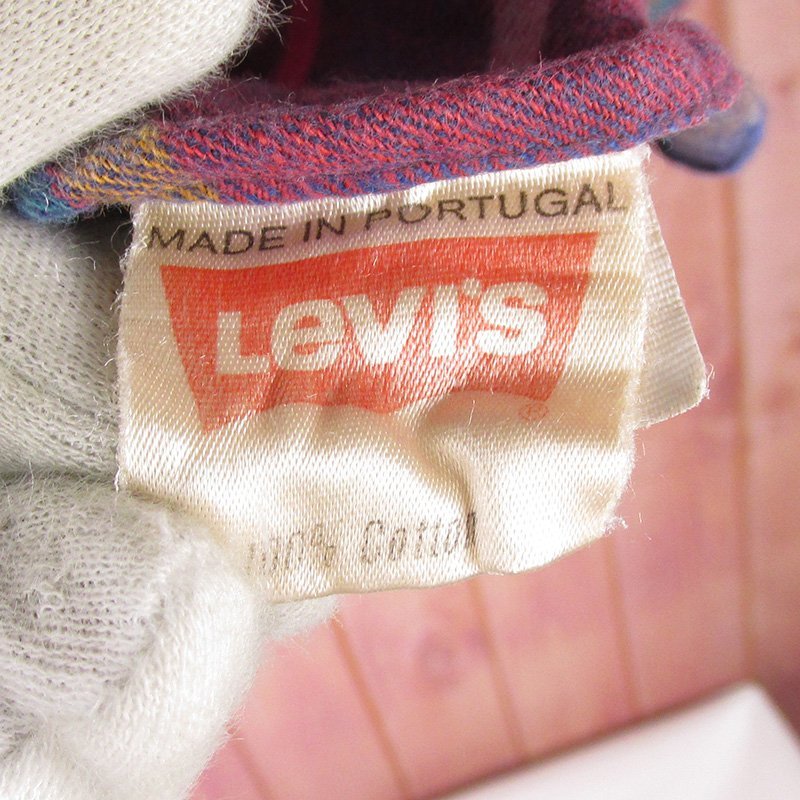 MADE IN PORTUGAL
Levi's
®
100% Cotton